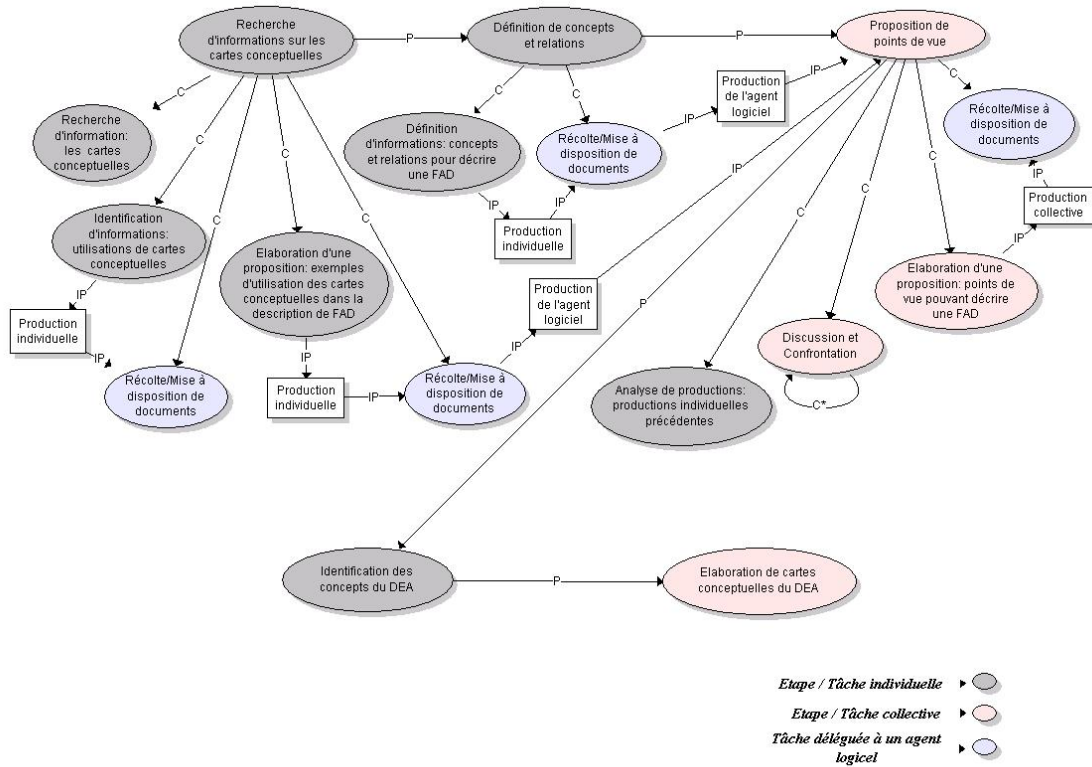 Recherche
d'informations sur les
cartes conceptuelles
P
Définition de concepts
et relations
P
Proposition de
points de vue
C
C
C
C
C
Recherche
d'information:
les cartes
conceptuelles
Identification
d'informations:
utilisations de cartes
conceptuelles
IP
Production
individuelle
IP
Récolte/Mise à
disposition de
documents
Elaboration d'une
proposition: exemples
d'utilisation des cartes
conceptuelles dans la
description de FAD
IP
Production
individuelle
IP
Récolte/Mise à
disposition de
documents
IP
Production
de l'agent
logiciel
IP
C
C
Définition
d'informations: concepts
et relations pour décrire
une FAD
IP
Production
individuelle
IP
Récolte/Mise à
disposition de
documents
IP
Production
de l'agent
logiciel
IP
C
C
C
C
Récolte/Mise à
disposition de
documents
IP
Production
collective
IP
Elaboration d'une
proposition: points de
vue pouvant décrire
une FAD
Discussion et
Confrontation
C*
Analyse de productions:
productions individuelles
précédentes
P
Identification des
concepts du DEA
P
Elaboration de cartes
conceptuelles du DEA
Etape / Tâche individuelle
Etape / Tâche collective
Tâche déléguée à un agent
logicel